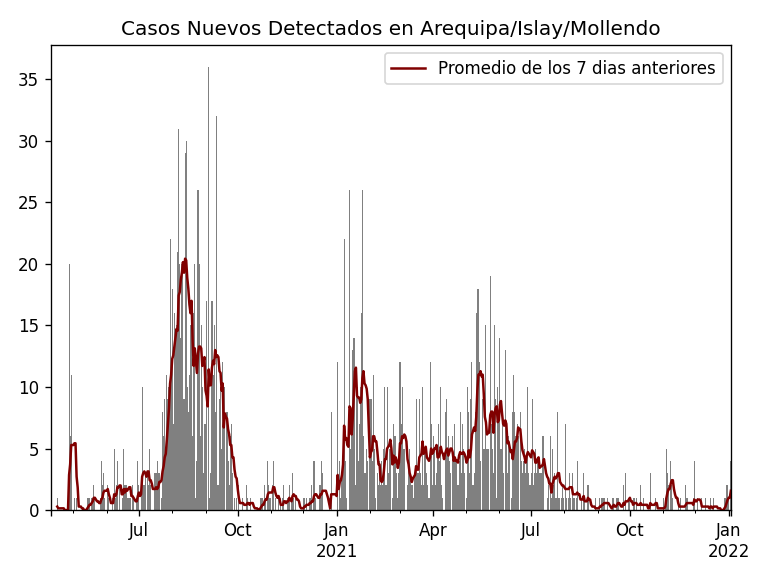 Casos Nuevos Detectados en Arequipa/Islay/Mollendo
Promedio de los 7 dias anteriores
35
30
25
20
15
10
5
0
Jul
Oct
Jan
2021
Apr
Jul
Oct
Jan
2022